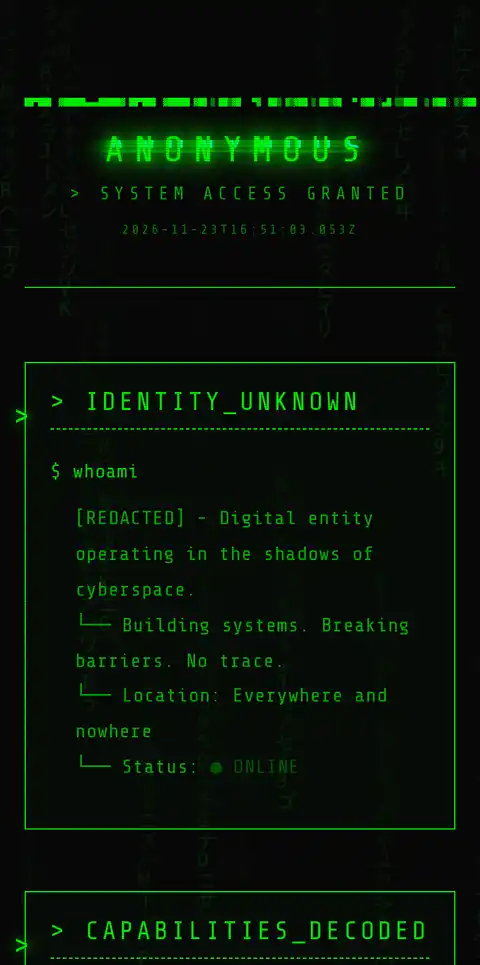 ANONYMOUS
> SYSTEM ACCESS GRANTED
2026-11-23T16:51:09.053Z
> IDENTITY_UNKNOWN
>
$ whoami
[REDACTED] - Digital entity
operating in the shadows of
cyberspace.
└── Building systems. Breaking
barriers. No trace.
└── Location: Everywhere and
nowhere
└── Status: ● ONLINE
> CAPABILITIES_DECODED
>